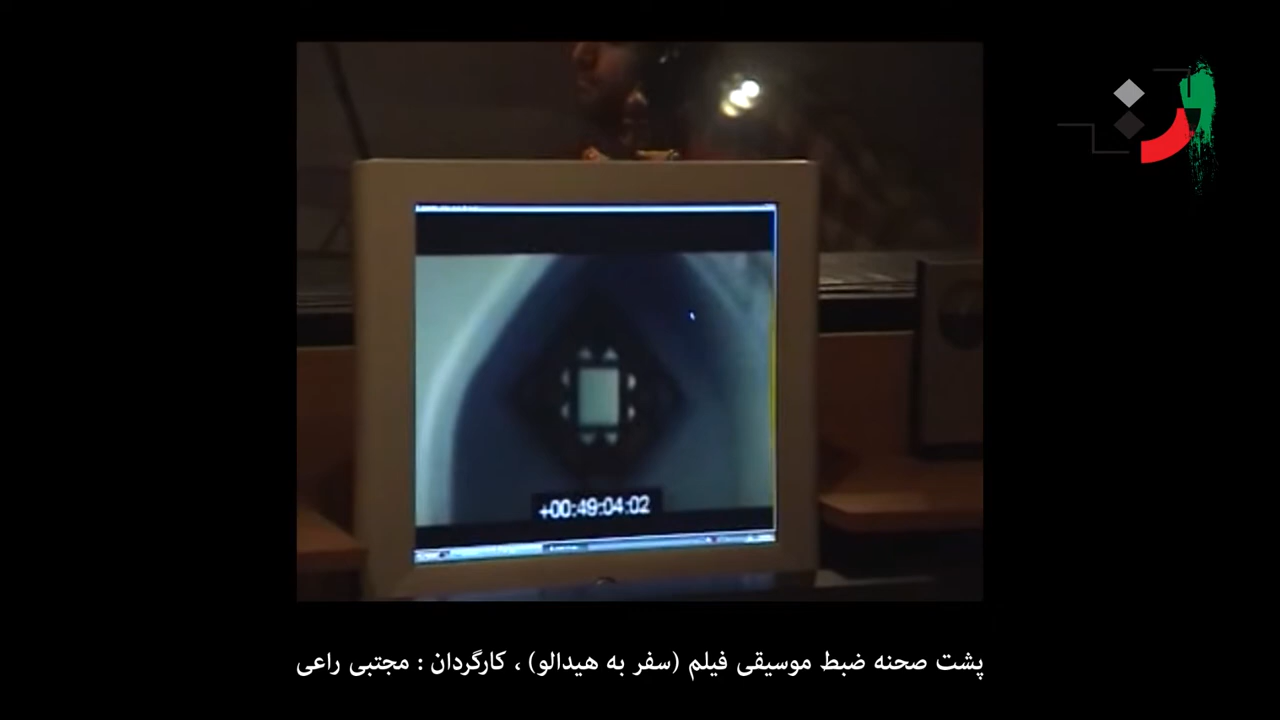 +00:49:04:02
پشت صحنه ضبط موسیقی فیلم (سفر به هیدالو) ، کارگردان : مجتبی راعی